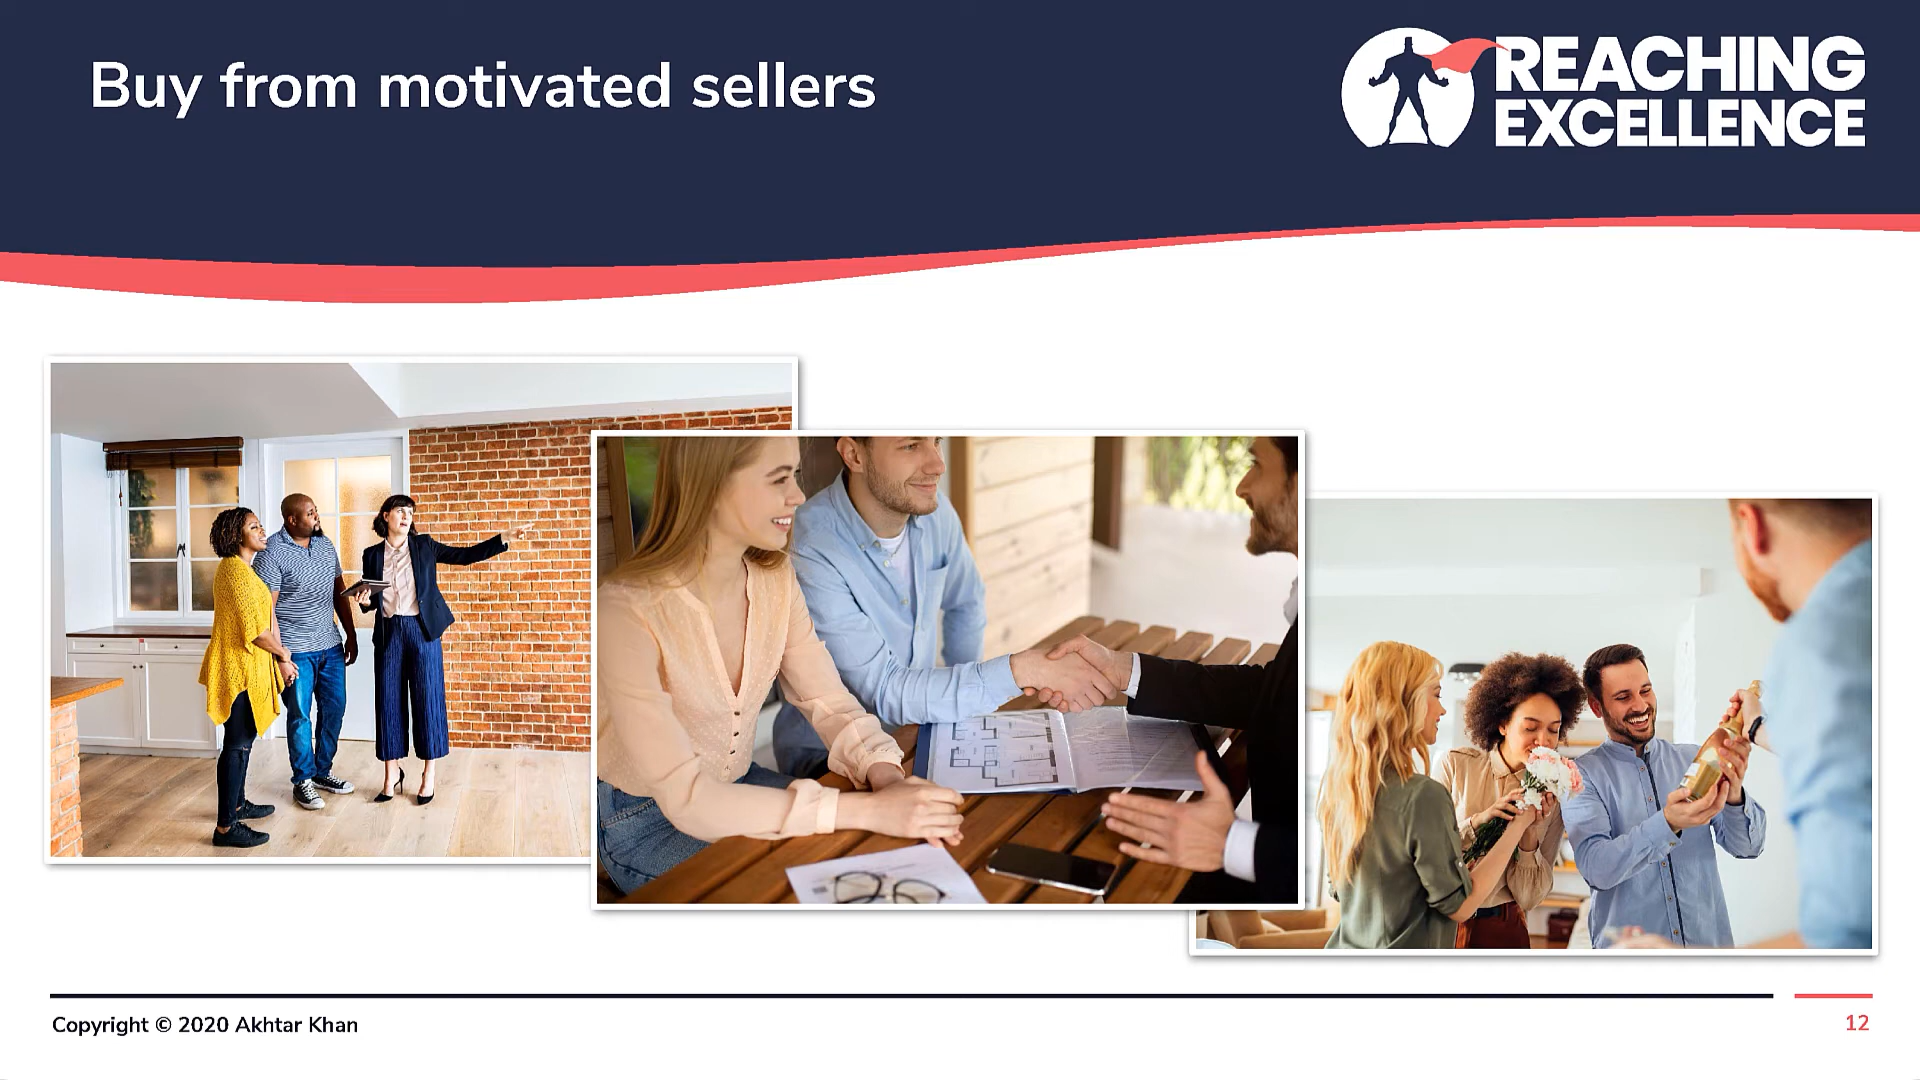 Buy from motivated sellers
REACHING
EXCELLENCE
Copyright © 2020 Akhtar Khan
12